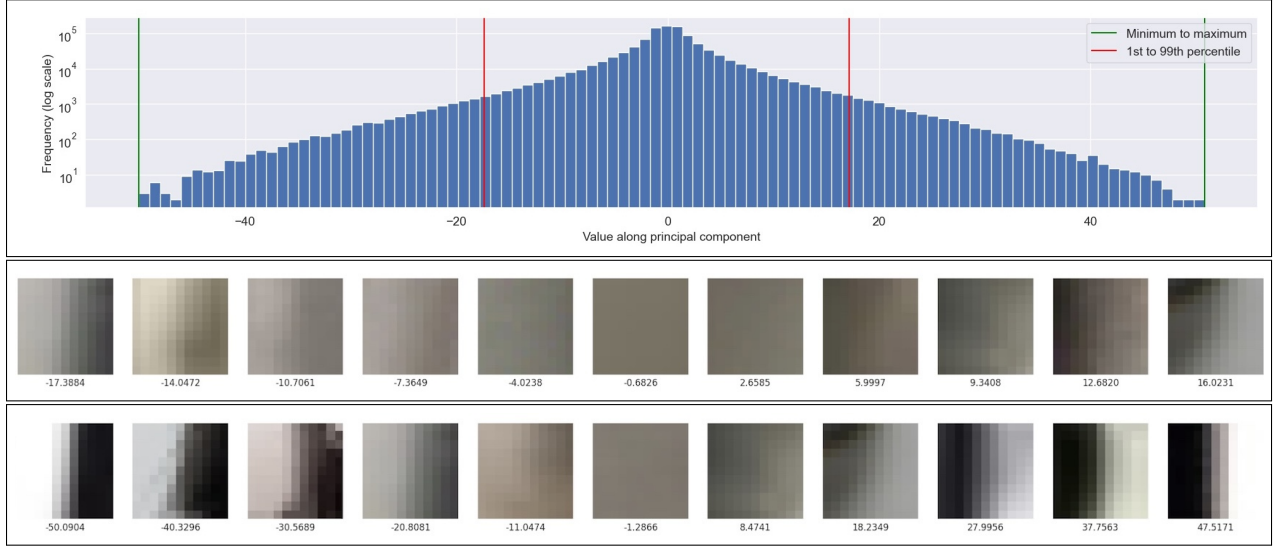 Frequency (log scale)
10^5
10^4
10^3
10^2
10^1
Minimum to maximum
1st to 99th percentile
−40 −20 0 20 40
Value along principal component
-17.3884 -14.0472 -10.7061 -7.3649 -4.0238 -0.6826 2.6585 5.9997 9.3408 12.6820 16.0231
-50.0904 -40.3296 -30.5689 -20.8081 -11.0474 -1.2866 8.4741 18.2349 27.9956 37.7563 47.5171